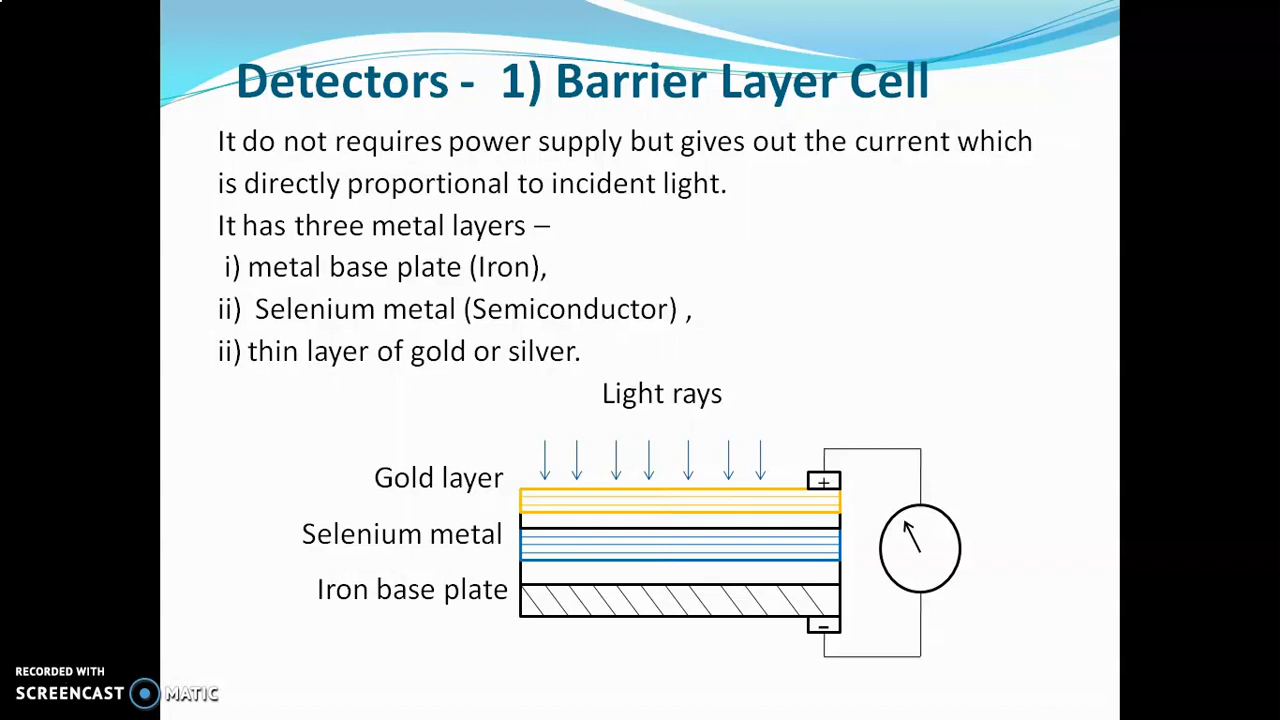 Detectors - 1) Barrier Layer Cell
It do not requires power supply but gives out the current which
is directly proportional to incident light.
It has three metal layers –
i) metal base plate (Iron),
ii) Selenium metal (Semiconductor) ,
ii) thin layer of gold or silver.
Light rays
Gold layer
+
Selenium metal
Iron base plate
–
RECORDED WITH
SCREENCAST MATIC